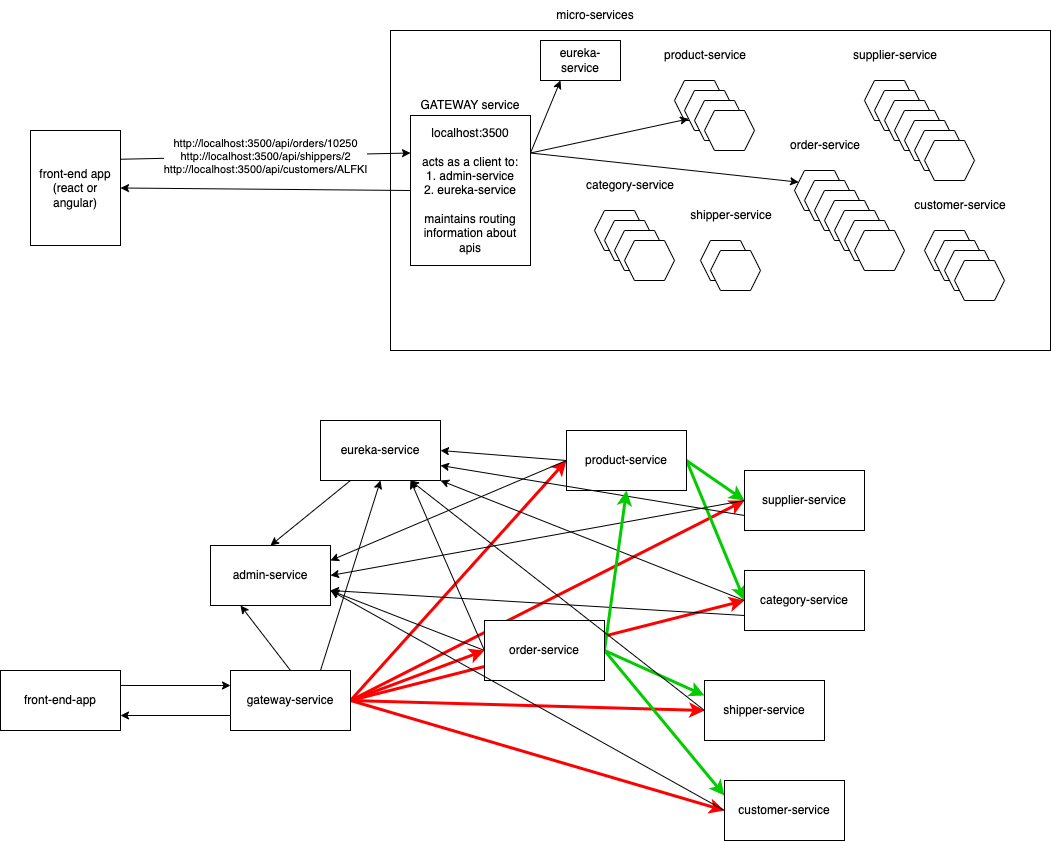 micro-services
eureka-
service
product-service
supplier-service
GATEWAY service
localhost:3500
acts as a client to:
1. admin-service
2. eureka-service
maintains routing
information about
apis
http://localhost:3500/api/orders/10250
http://localhost:3500/api/shippers/2
http://localhost:3500/api/customers/ALFKI
front-end app
(react or
angular)
order-service
category-service
shipper-service
customer-service
eureka-service
product-service
supplier-service
admin-service
category-service
order-service
front-end-app
gateway-service
shipper-service
customer-service